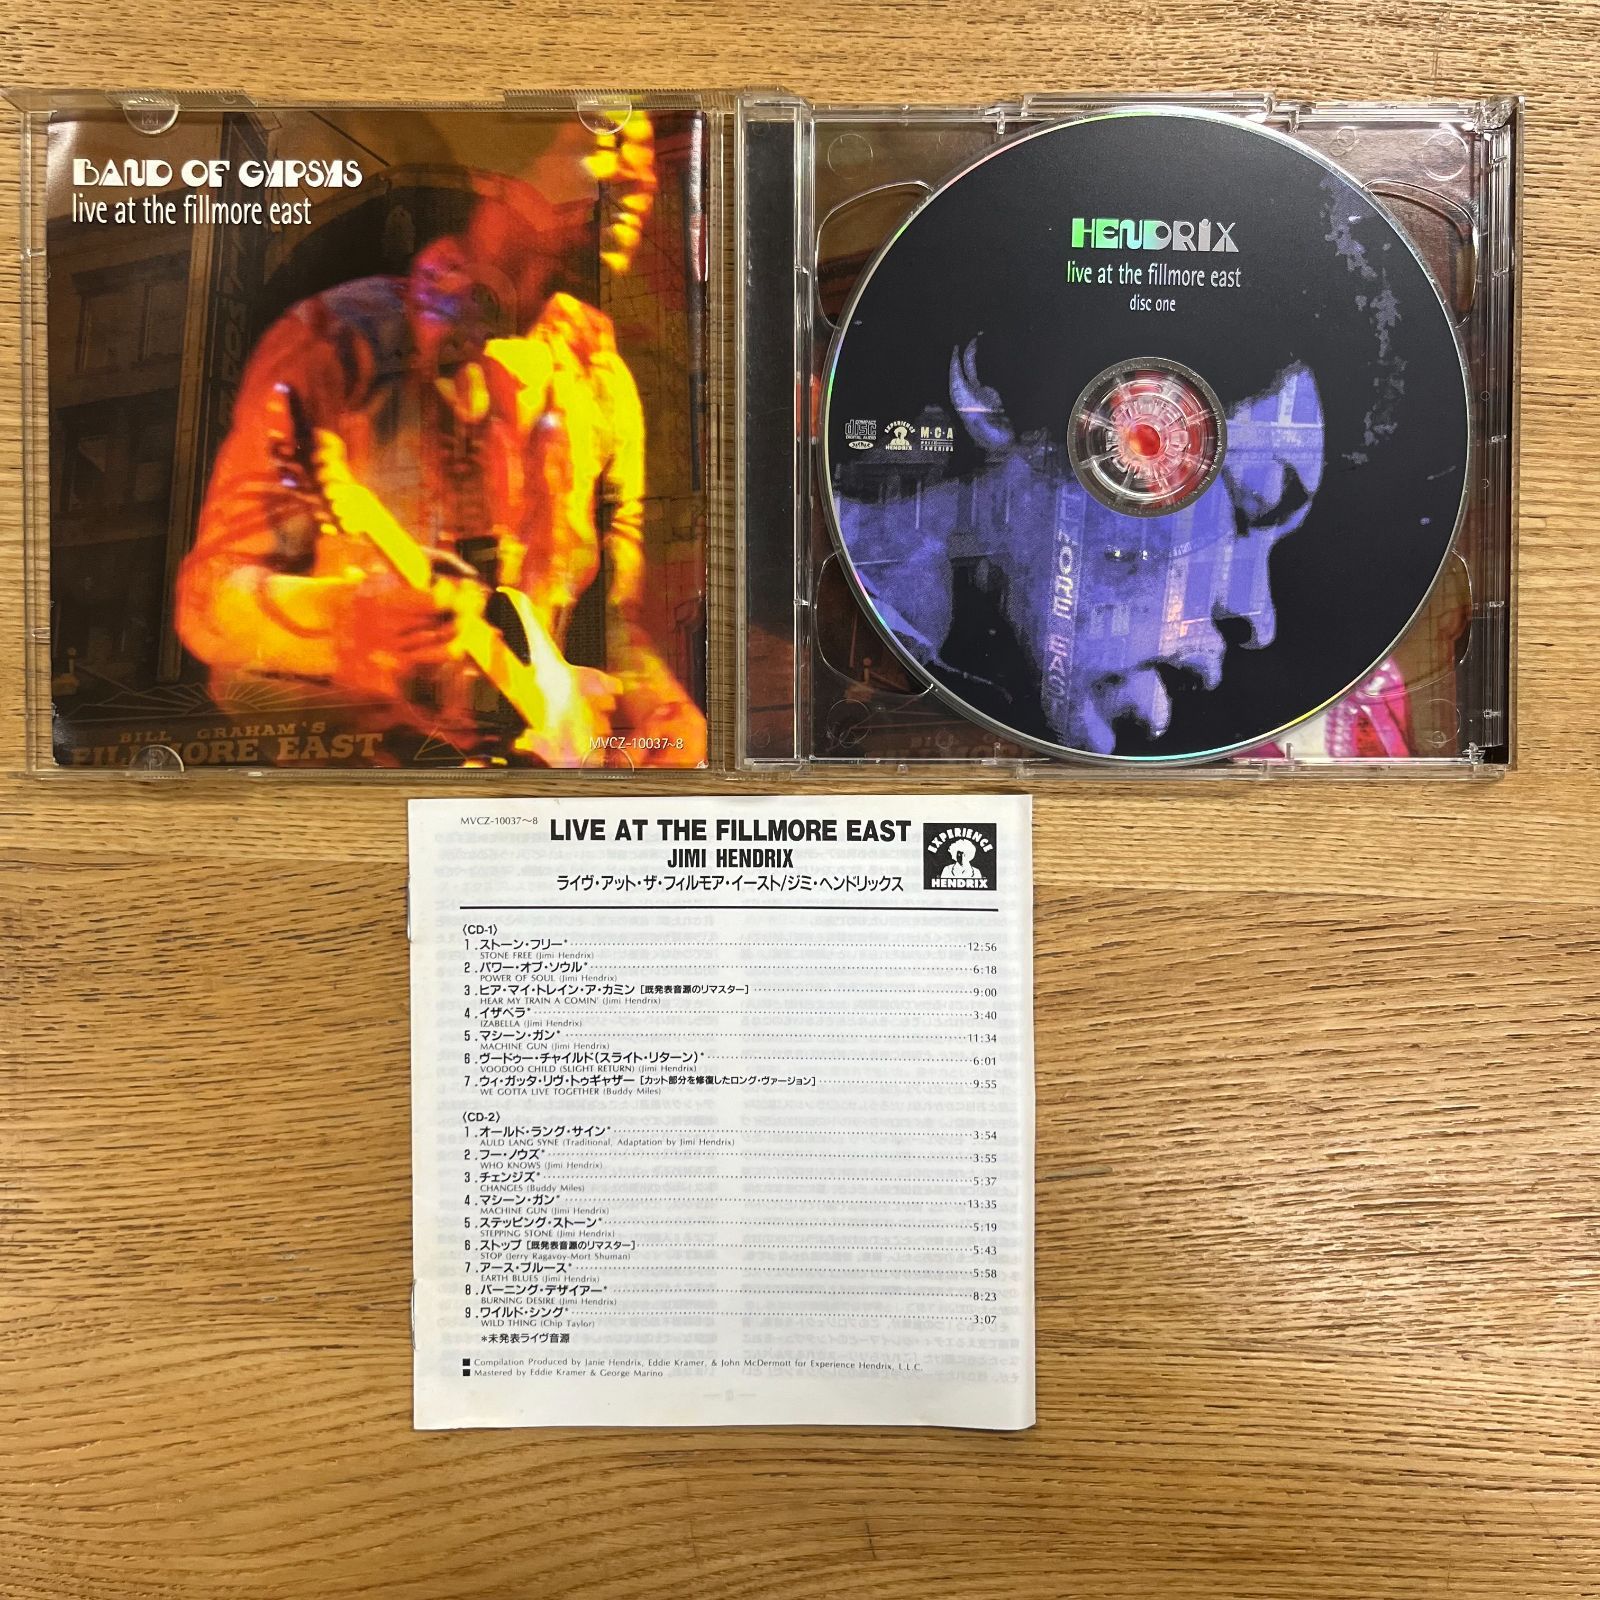 BAND OF GYPSYS
live at the fillmore east
BILL GRAHAM'S
FILLMORE EAST
MVCZ-10037~8
HENDRIX
live at the fillmore east
disc one
COMPACT
disc
DIGITAL AUDIO
EXPERIENCE
HENDRIX
M·C·A
MVCZ-10037〜8
LIVE AT THE FILLMORE EAST
JIMI HENDRIX
ライヴ・アット・ザ・フィルモア・イースト/ジミ・ヘンドリックス
EXPERIENCE
HENDRIX
〈CD-1〉
1.ストーン・フリー* 12:56
STONE FREE (Jimi Hendrix)
2.パワー・オブ・ソウル* 6:18
POWER OF SOUL (Jimi Hendrix)
3.ヒア・マイ・トレイン・ア・カミン [既発表音源のリマスター] 9:00
HEAR MY TRAIN A COMIN' (Jimi Hendrix)
4.イザベラ* 3:40
IZABELLA (Jimi Hendrix)
5.マシーン・ガン* 11:34
MACHINE GUN (Jimi Hendrix)
6.ヴードゥー・チャイルド(スライト・リターン)* 6:01
VOODOO CHILD (SLIGHT RETURN) (Jimi Hendrix)
7.ウィ・ガッタ・リヴ・トゥギャザー [カット部分を修復したロング・ヴァージョン] 9:55
WE GOTTA LIVE TOGETHER (Buddy Miles)
〈CD-2〉
1.オールド・ラング・サイン* 3:54
AULD LANG SYNE (Traditional, Adaptation by Jimi Hendrix)
2.フー・ノウズ* 3:55
WHO KNOWS (Jimi Hendrix)
3.チェンジズ* 5:37
CHANGES (Buddy Miles)
4.マシーン・ガン* 13:35
MACHINE GUN (Jimi Hendrix)
5.ステッピング・ストーン* 5:19
STEPPING STONE (Jimi Hendrix)
6.ストップ [既発表音源のリマスター] 5:43
STOP (Jerry Ragavoy-Mort Shuman)
7.アース・ブルース* 5:58
EARTH BLUES (Jimi Hendrix)
8.バーニング・デザイアー* 8:23
BURNING DESIRE (Jimi Hendrix)
9.ワイルド・シング* 3:07
WILD THING (Chip Taylor)
*未発表ライヴ音源
■ Compilation Produced by Janie Hendrix, Eddie Kramer, & John McDermott for Experience Hendrix, L.L.C.
■ Mastered by Eddie Kramer & George Marino